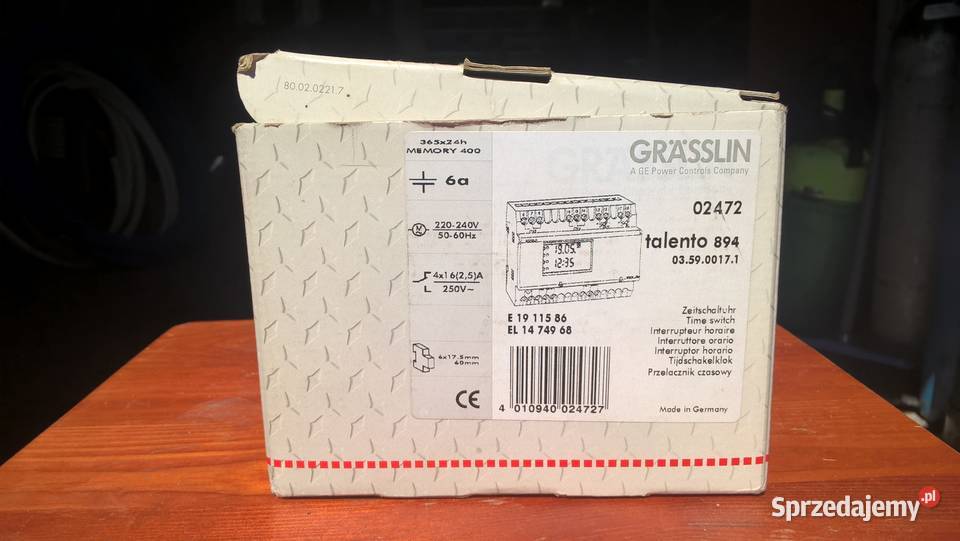 80.02.0221.7
365x24h
MEMORY 400
6a
M
220-240V
50-60Hz
4x16(2,5)A
250V~
6x17.5mm
60mm
CE
GRÄSSLIN
A GE Power Controls Company
02472
talento 894
03.59.0017.1
19.05.
12:35
E 19 115 86
EL 14 749 68
Zeitschaltuhr
Time switch
Interrupteur horaire
Interruttore orario
Interruptor horario
Tijdschakelklok
Przelacznik czasowy
4 010940 024727
Made in Germany
Sprzedajemy.pl